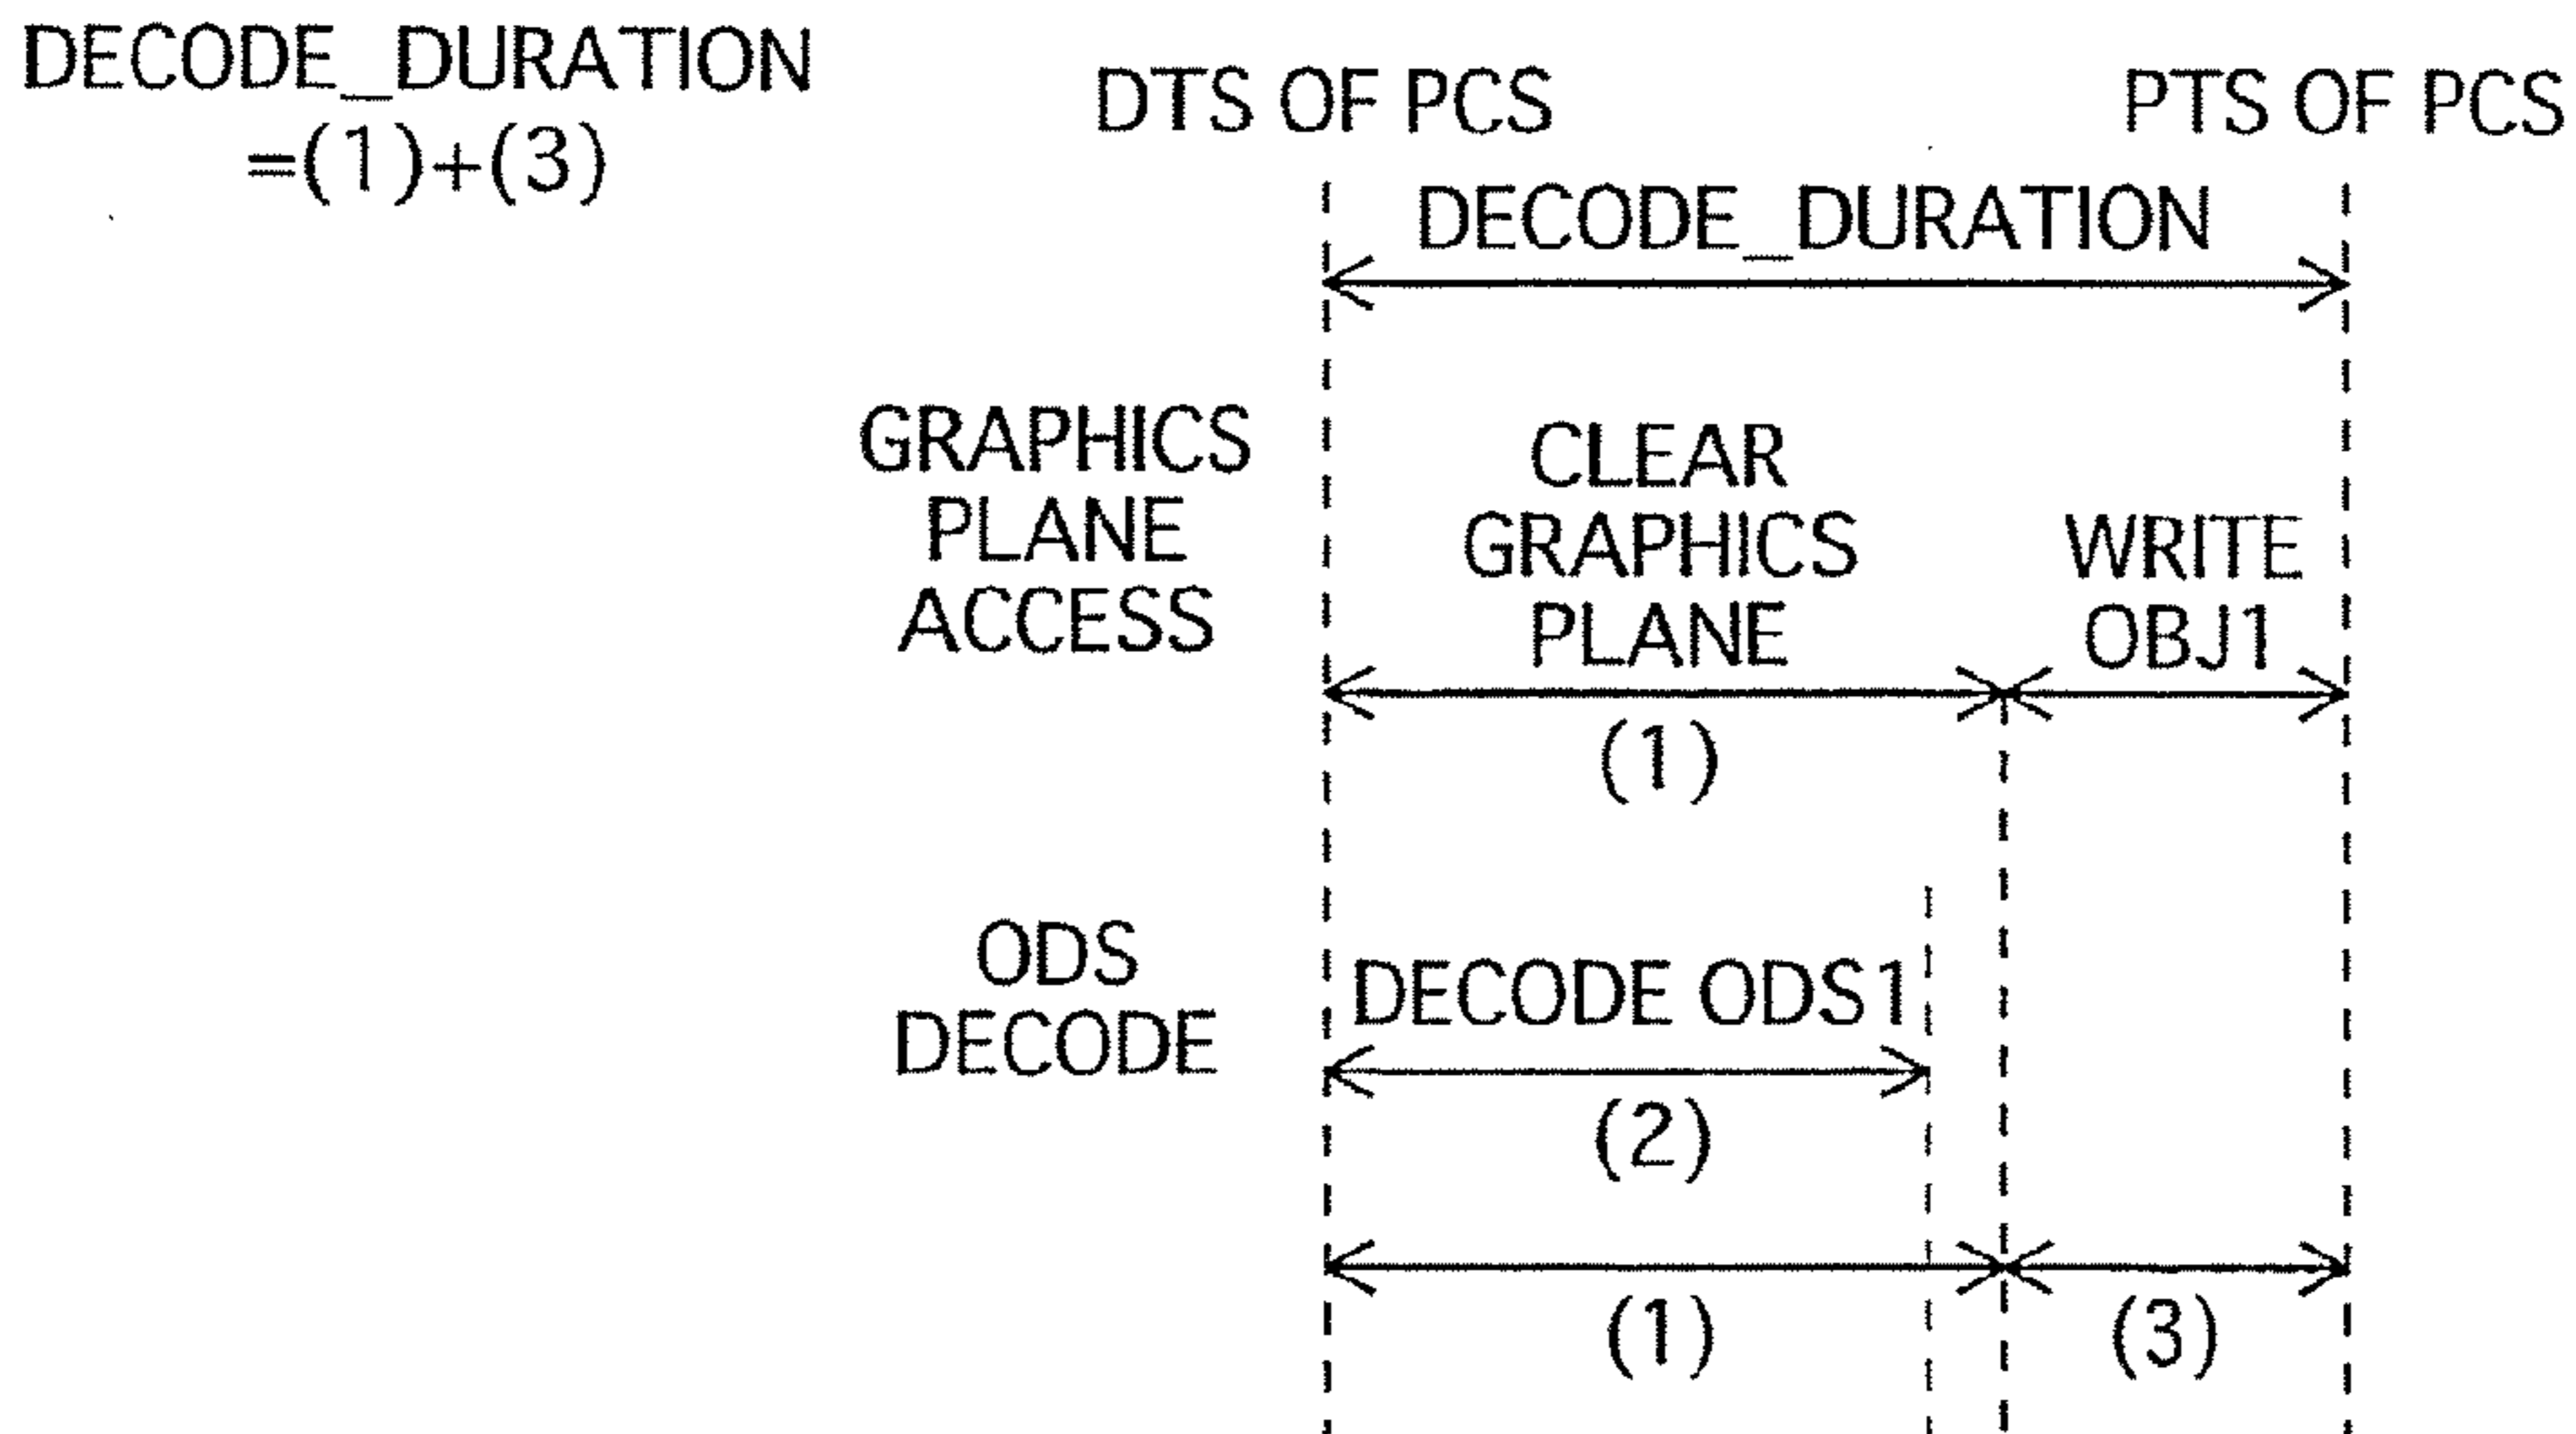 DECODE_DURATION
=(1)+(3)
DTS OF PCS
PTS OF PCS
DECODE_DURATION
GRAPHICS
PLANE
ACCESS
CLEAR
GRAPHICS
PLANE
WRITE
OBJ1
(1)
ODS
DECODE
DECODE ODS1
(2)
(1)
(3)